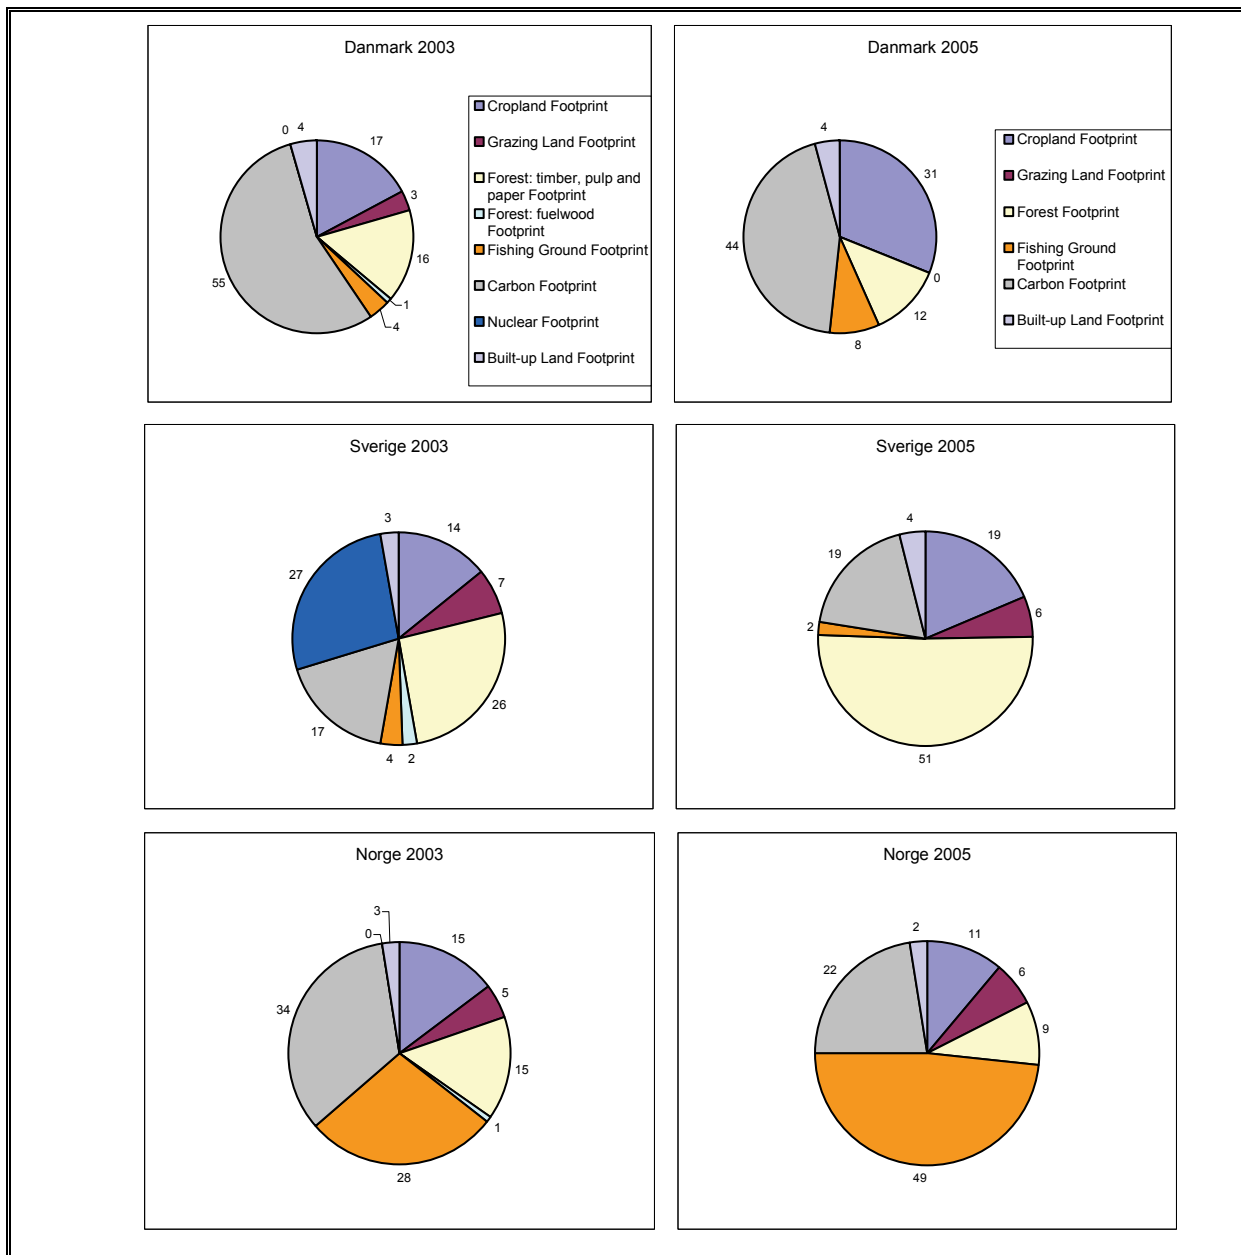 Danmark 2003
0
4
17
3
16
1
4
55
Cropland Footprint
Grazing Land Footprint
Forest: timber, pulp and
paper Footprint
Forest: fuelwood
Footprint
Fishing Ground Footprint
Carbon Footprint
Nuclear Footprint
Built-up Land Footprint
Danmark 2005
4
31
0
12
8
44
Cropland Footprint
Grazing Land Footprint
Forest Footprint
Fishing Ground
Footprint
Carbon Footprint
Built-up Land Footprint
Sverige 2003
3
14
7
26
2
4
17
27
Sverige 2005
4
19
6
51
2
19
Norge 2003
3
0
15
5
15
1
28
34
Norge 2005
2
11
6
9
49
22